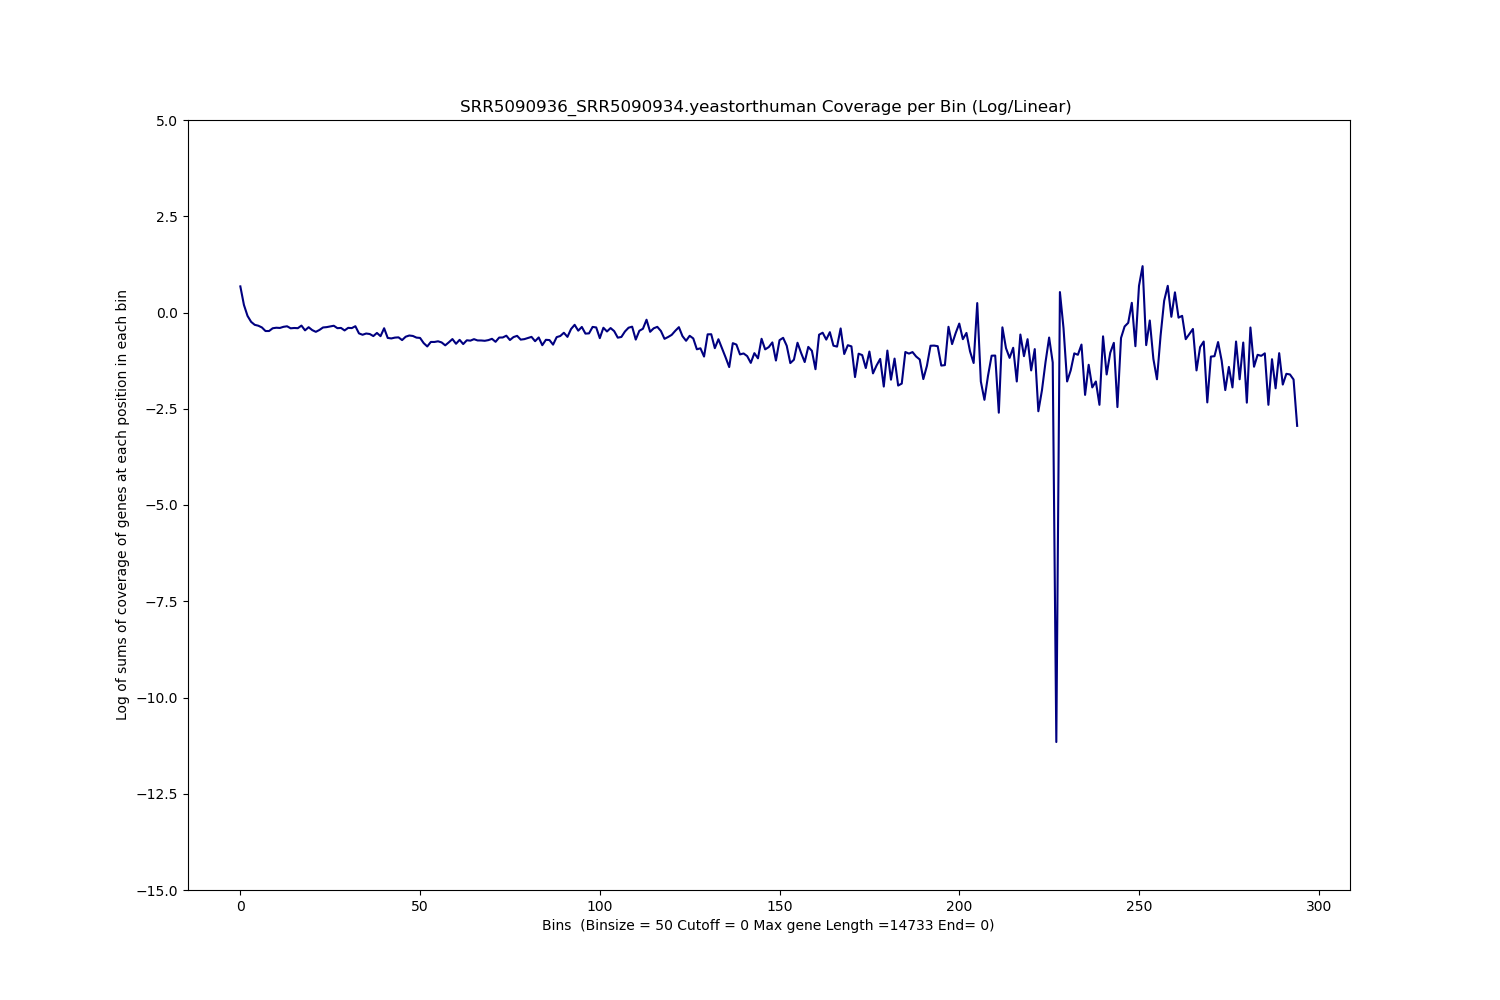 SRR5090936_SRR5090934.yeastorthuman Coverage per Bin (Log/Linear)
5.0
2.5
0.0
−2.5
−5.0
−7.5
−10.0
−12.5
−15.0
Log of sums of coverage of genes at each position in each bin
0 50 100 150 200 250 300
Bins  (Binsize = 50 Cutoff = 0 Max gene Length =14733 End= 0)